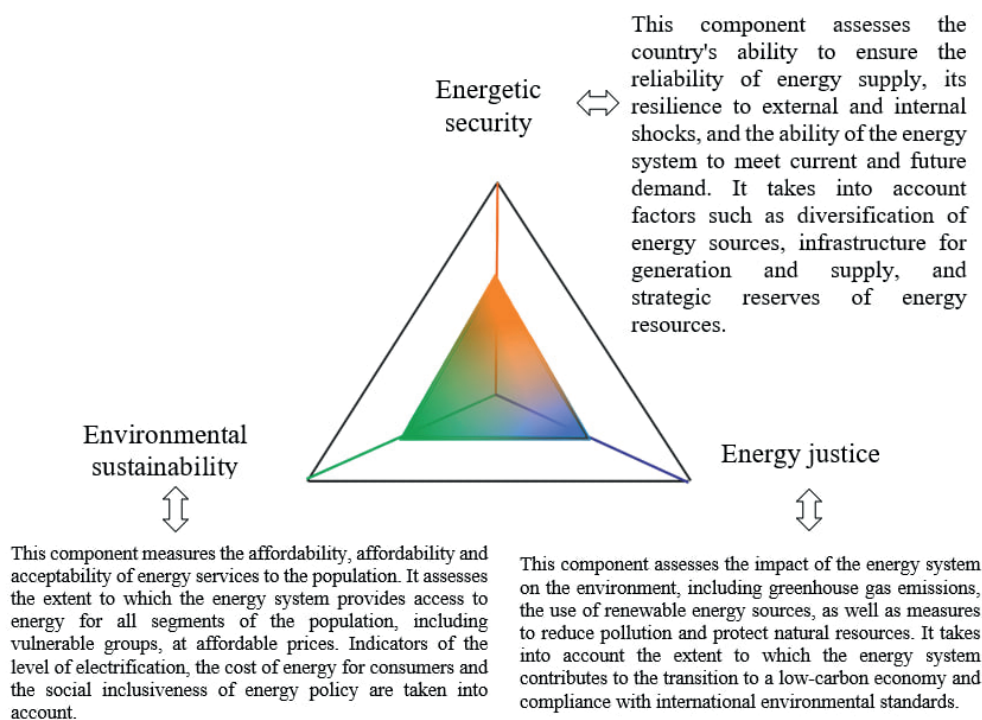 Energetic
security
This component assesses the
country's ability to ensure the
reliability of energy supply, its
resilience to external and internal
shocks, and the ability of the energy
system to meet current and future
demand. It takes into account
factors such as diversification of
energy sources, infrastructure for
generation and supply, and
strategic reserves of energy
resources.
Environmental
sustainability
This component measures the affordability, affordability and
acceptability of energy services to the population. It assesses
the extent to which the energy system provides access to
energy for all segments of the population, including
vulnerable groups, at affordable prices. Indicators of the
level of electrification, the cost of energy for consumers and
the social inclusiveness of energy policy are taken into
account.
Energy justice
This component assesses the impact of the energy system
on the environment, including greenhouse gas emissions,
the use of renewable energy sources, as well as measures
to reduce pollution and protect natural resources. It takes
into account the extent to which the energy system
contributes to the transition to a low-carbon economy and
compliance with international environmental standards.